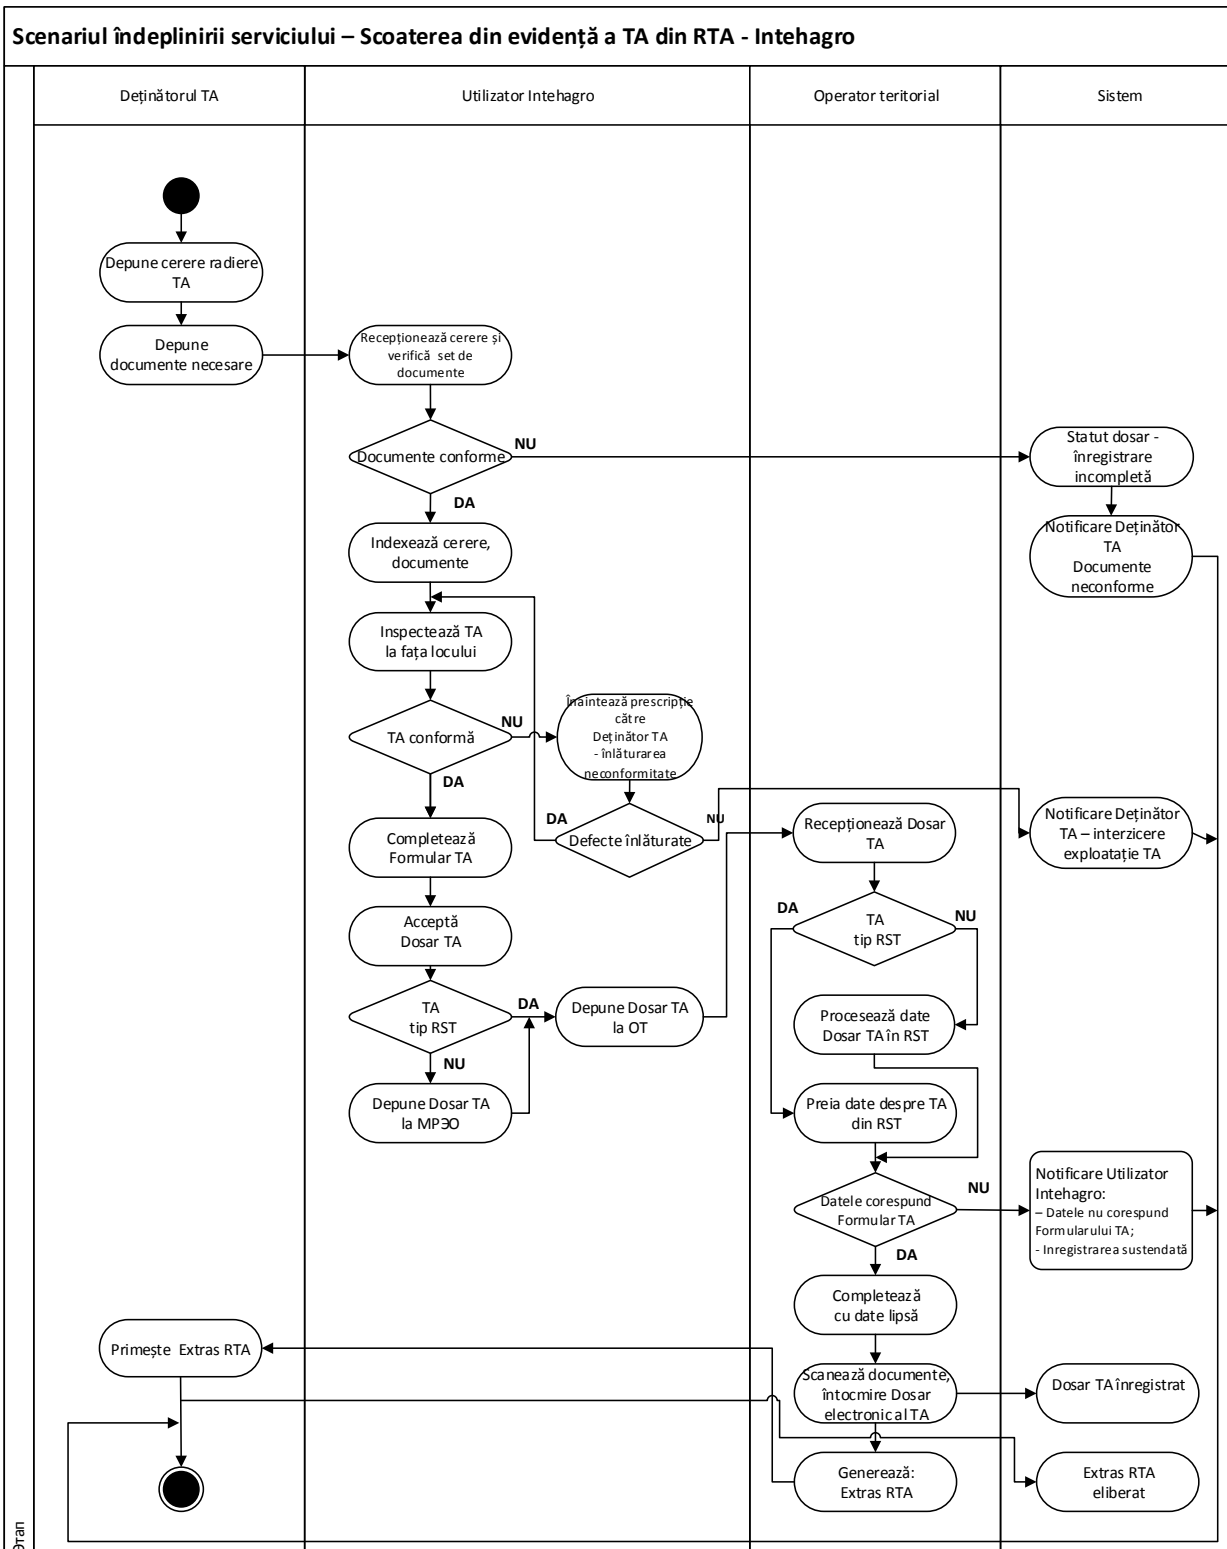 Scenariul îndeplinirii serviciului – Scoaterea din evidență a TA din RTA - Intehagro
Deținătorul TA
Utilizator Intehagro
Operator teritorial
Sistem
Depune cerere radiere
TA
Depune
documente necesare
Recepționează cerere și
verifică set de
documente
Documente conforme
NU
DA
Statut dosar -
înregistrare
incompletă
Notificare Deținător
TA
Documente
neconforme
Indexează cerere,
documente
Inspectează TA
la fața locului
TA conformă
NU
DA
Înaintează prescripție
către
Deținător TA
- înlăturarea
neconformitate
Defecte înlăturate
DA
NU
Notificare Deținător
TA – interzicere
exploatație TA
Completează
Formular TA
Acceptă
Dosar TA
TA
tip RST
DA
NU
Depune Dosar TA
la OT
Depune Dosar TA
la МРЭО
Recepționează Dosar
TA
TA
tip RST
DA
NU
Procesează date
Dosar TA în RST
Preia date despre TA
din RST
Datele corespund
Formular TA
NU
DA
Notificare Utilizator
Intehagro:
– Datele nu corespund
Formularului TA;
- Inregistrarea sustendată
Completează
cu date lipsă
Primește Extras RTA
Scanează documente,
întocmire Dosar
electronic al TA
Dosar TA înregistrat
Generează:
Extras RTA
Extras RTA
eliberat
Этап